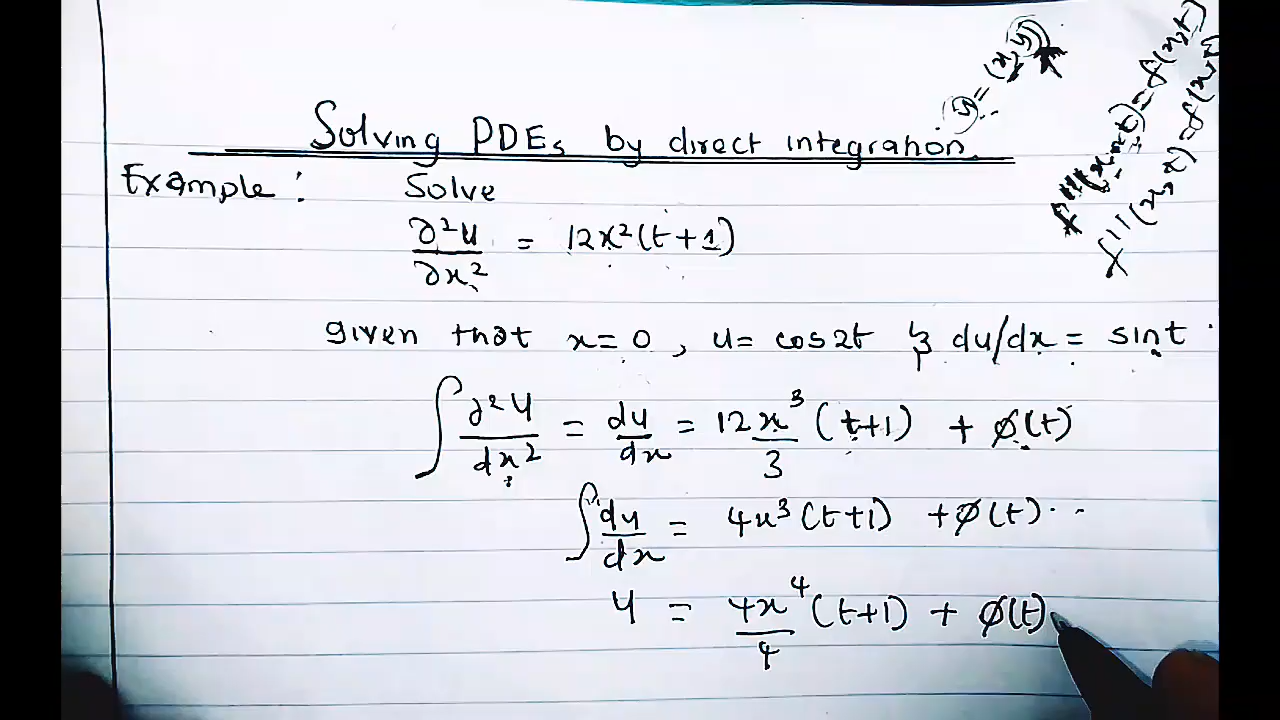 Solving PDEs by direct integration.
Example: Solve
∂²u/∂x² = 12x²(t+1)
given that x=0, u= cos2t & du/dx = sint.
∫ ∂²u/dx² = du/dx = 12x³/3 (t+1) + ø(t)
∫ du/dx = 4x³(t+1) + ø(t)...
u = 4x⁴/4 (t+1) + ø(t)
y = (x, y)
f''(x, t) = f(x, t)